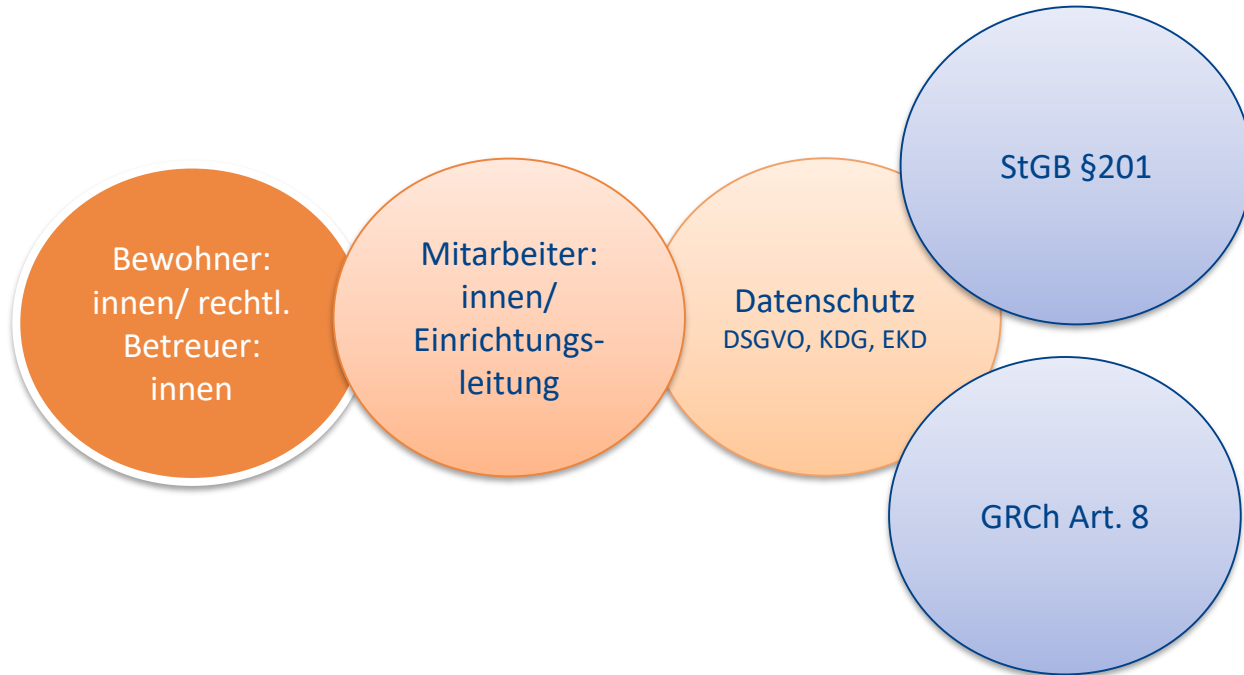 Bewohner:
innen/ rechtl.
Betreuer:
innen
Mitarbeiter:
innen/
Einrichtungs-
leitung
Datenschutz
DSGVO, KDG, EKD
StGB §201
GRCh Art. 8